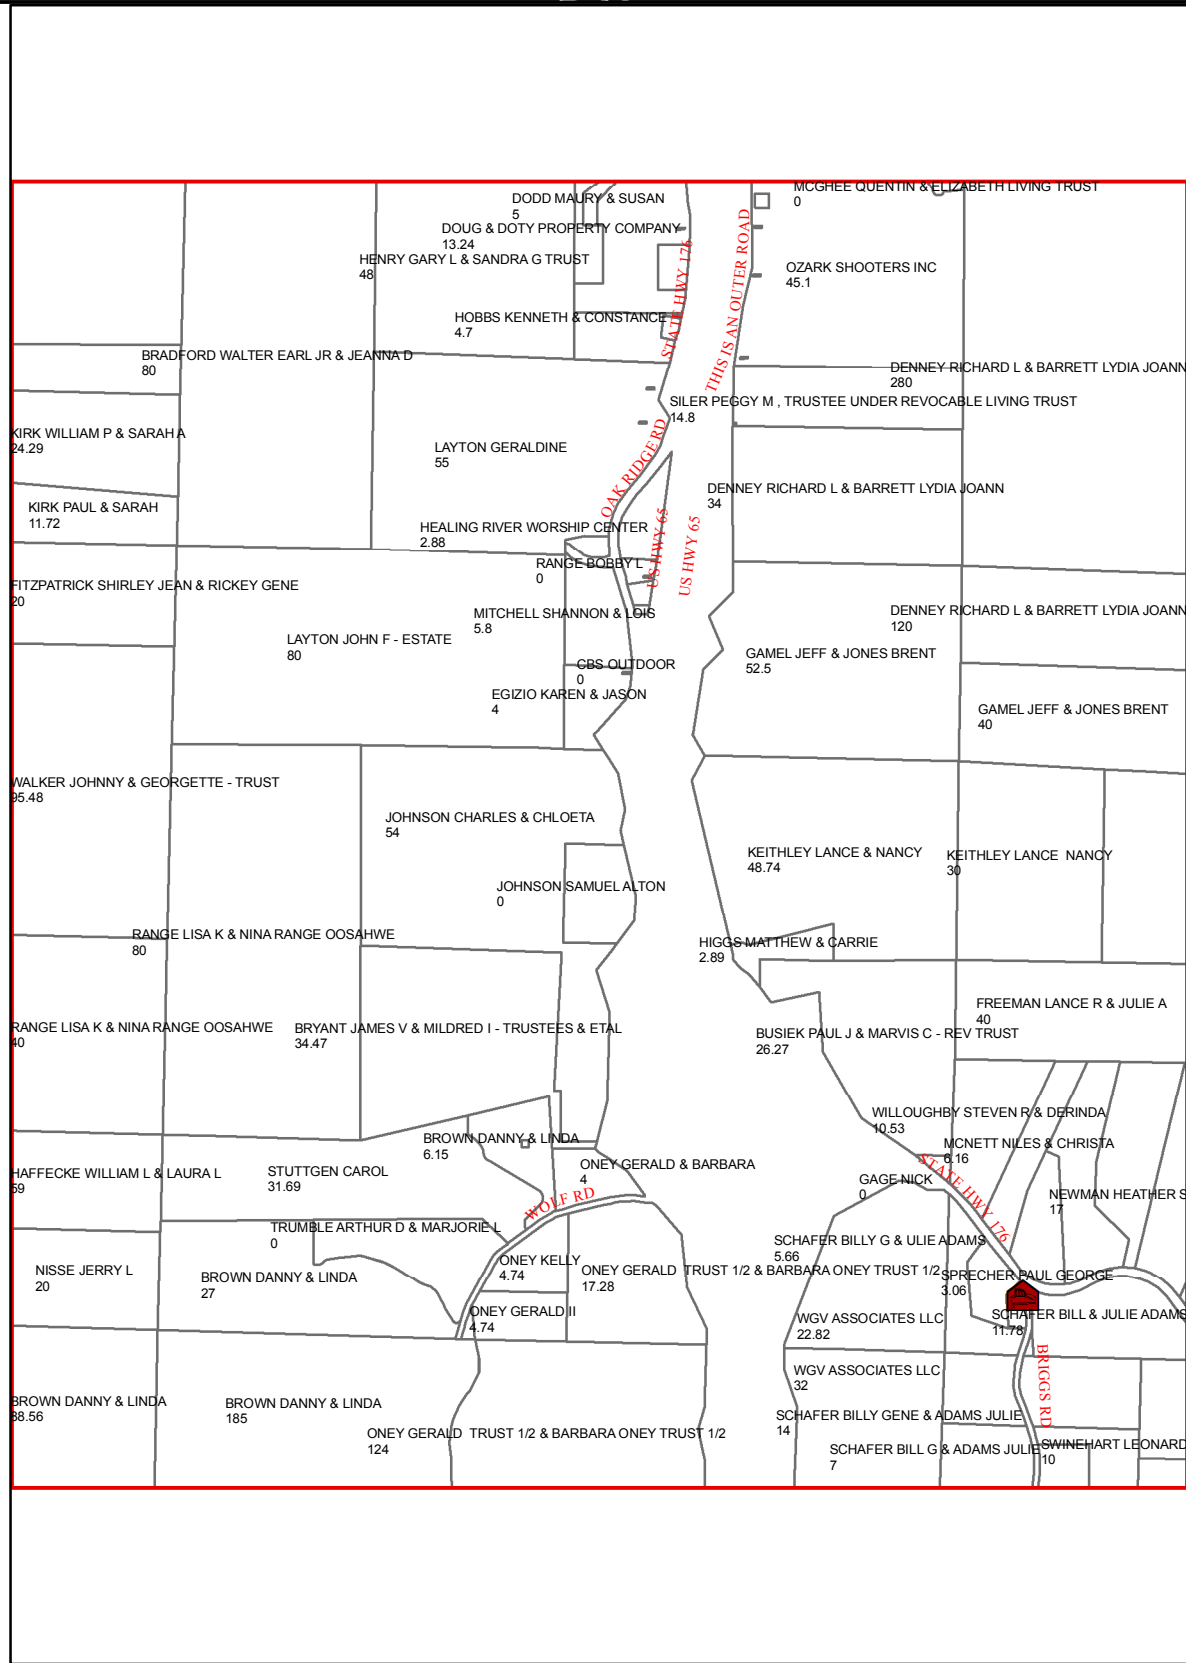 MCGHEE QUENTIN & ELIZABETH LIVING TRUST
0
DODD MAURY & SUSAN
5
DOUG & DOTY PROPERTY COMPANY
13.24
HENRY GARY L & SANDRA G TRUST
48
STATE HWY 176
THIS IS AN OUTER ROAD
OZARK SHOOTERS INC
45.1
HOBBS KENNETH & CONSTANCE
4.7
BRADFORD WALTER EARL JR & JEANNA D
80
DENNEY RICHARD L & BARRETT LYDIA JOANN
280
SILER PEGGY M , TRUSTEE UNDER REVOCABLE LIVING TRUST
14.8
KIRK WILLIAM P & SARAH A
24.29
LAYTON GERALDINE
55
OAK RIDGE RD
DENNEY RICHARD L & BARRETT LYDIA JOANN
34
KIRK PAUL & SARAH
11.72
HEALING RIVER WORSHIP CENTER
2.88
US HWY 65
US HWY 65
RANGE BOBBY L
0
FITZPATRICK SHIRLEY JEAN & RICKEY GENE
20
MITCHELL SHANNON & LOIS
5.8
DENNEY RICHARD L & BARRETT LYDIA JOANN
120
LAYTON JOHN F - ESTATE
80
GAMEL JEFF & JONES BRENT
52.5
CBS OUTDOOR
0
EGIZIO KAREN & JASON
4
GAMEL JEFF & JONES BRENT
40
WALKER JOHNNY & GEORGETTE - TRUST
95.48
JOHNSON CHARLES & CHLOETA
54
KEITHLEY LANCE & NANCY
48.74
KEITHLEY LANCE  NANCY
30
JOHNSON SAMUEL ALTON
0
RANGE LISA K & NINA RANGE OOSAHWE
80
HIGGS MATTHEW & CARRIE
2.89
FREEMAN LANCE R & JULIE A
40
RANGE LISA K & NINA RANGE OOSAHWE
40
BRYANT JAMES V & MILDRED I - TRUSTEES & ETAL
34.47
BUSIEK PAUL J & MARVIS C - REV TRUST
26.27
WILLOUGHBY STEVEN R & DERINDA
10.53
BROWN DANNY & LINDA
6.15
MCNETT NILES & CHRISTA
6.16
HAFFECKE WILLIAM L & LAURA L
59
STUTTGEN CAROL
31.69
ONEY GERALD & BARBARA
4
STATE HWY 176
GAGE NICK
0
WOLF RD
NEWMAN HEATHER S
17
TRUMBLE ARTHUR D & MARJORIE L
0
SCHAFER BILLY G & ULIE ADAMS
5.66
ONEY KELLY
4.74
NISSE JERRY L
20
BROWN DANNY & LINDA
27
ONEY GERALD  TRUST 1/2 & BARBARA ONEY TRUST 1/2
17.28
SPRECHER PAUL GEORGE
3.06
ONEY GERALD II
4.74
WGV ASSOCIATES LLC
22.82
SCHAFER BILL & JULIE ADAMS
11.78
WGV ASSOCIATES LLC
32
BRIGGS RD
BROWN DANNY & LINDA
38.56
BROWN DANNY & LINDA
185
SCHAFER BILLY GENE & ADAMS JULIE
14
ONEY GERALD  TRUST 1/2 & BARBARA ONEY TRUST 1/2
124
SCHAFER BILL G & ADAMS JULIE
7
SWINEHART LEONARD
10